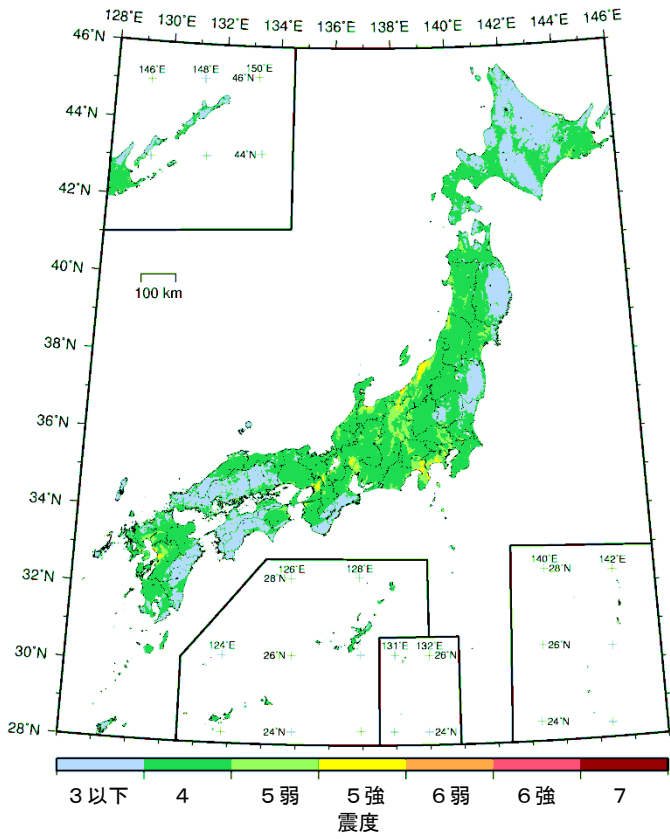 128˚E 130˚E 132˚E 134˚E 136˚E 138˚E 140˚E 142˚E 144˚E 146˚E
46˚N
146˚E 148˚E 150˚E
46˚N
44˚N
44˚N
42˚N
40˚N
100 km
38˚N
36˚N
34˚N
32˚N
126˚E 128˚E
28˚N
140˚E 142˚E
28˚N
30˚N
124˚E
26˚N
131˚E 132˚E
26˚N
26˚N
28˚N
24˚N
24˚N
24˚N
3以下 4 5弱 5強 6弱 6強 7
震度